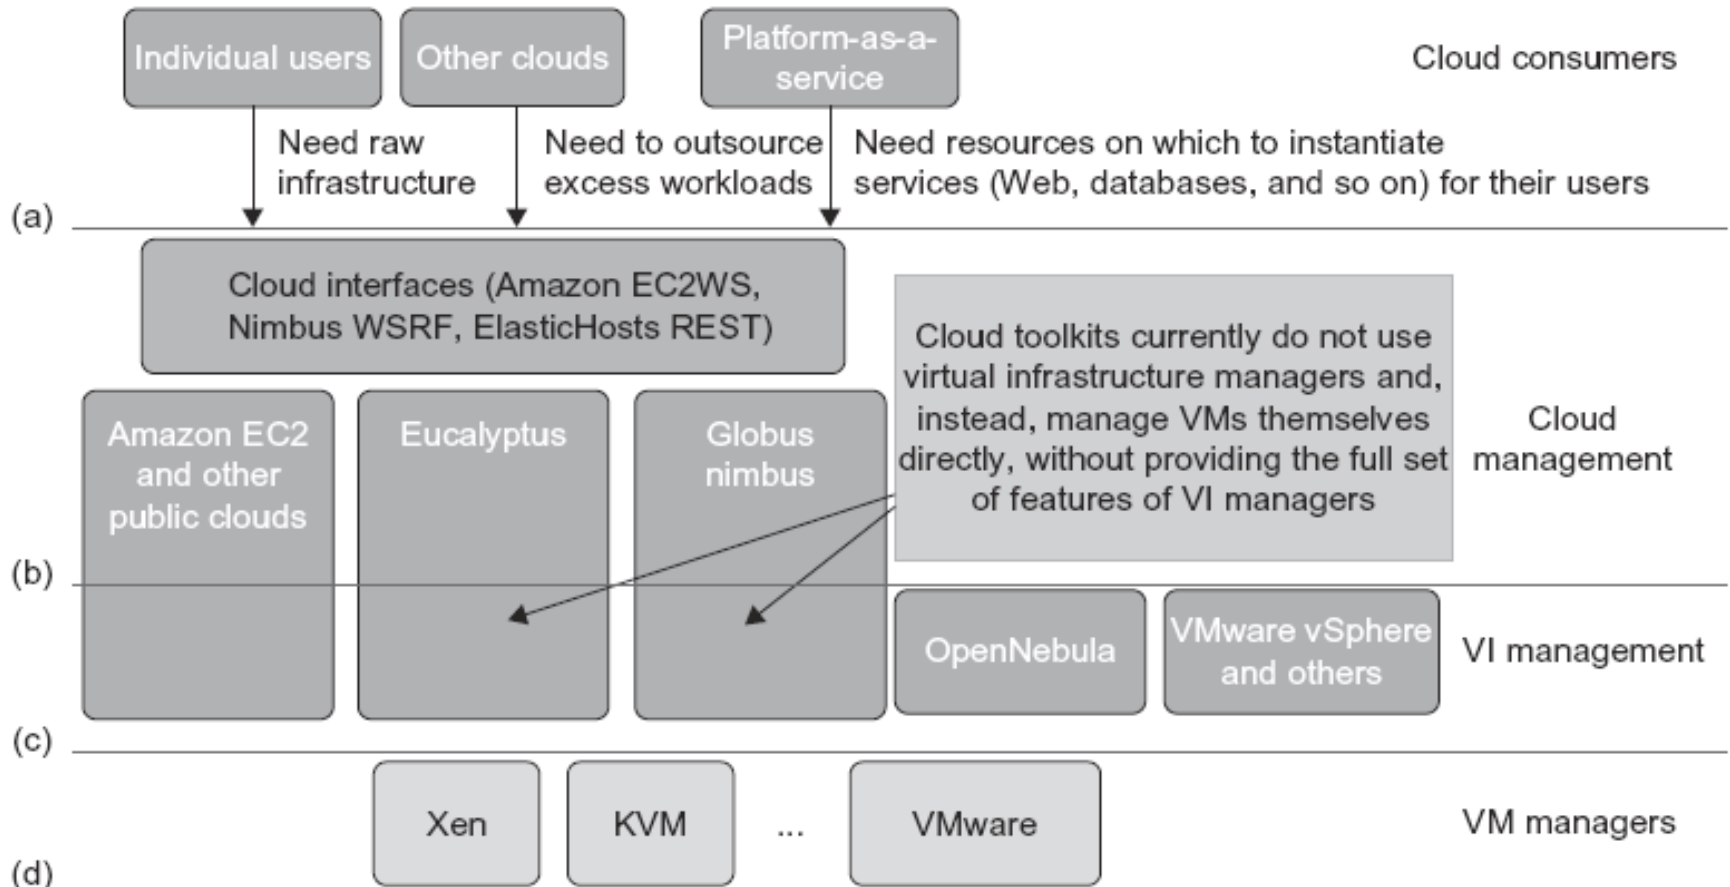 Individual users
Other clouds
Platform-as-a-
service
Cloud consumers
Need raw
infrastructure
Need to outsource
excess workloads
Need resources on which to instantiate
services (Web, databases, and so on) for their users
(a)
Cloud interfaces (Amazon EC2WS,
Nimbus WSRF, ElasticHosts REST)
Cloud toolkits currently do not use
virtual infrastructure managers and,
instead, manage VMs themselves
directly, without providing the full set
of features of VI managers
Cloud
management
Amazon EC2
and other
public clouds
Eucalyptus
Globus
nimbus
(b)
OpenNebula
VMware vSphere
and others
VI management
(c)
Xen
KVM
...
VMware
VM managers
(d)